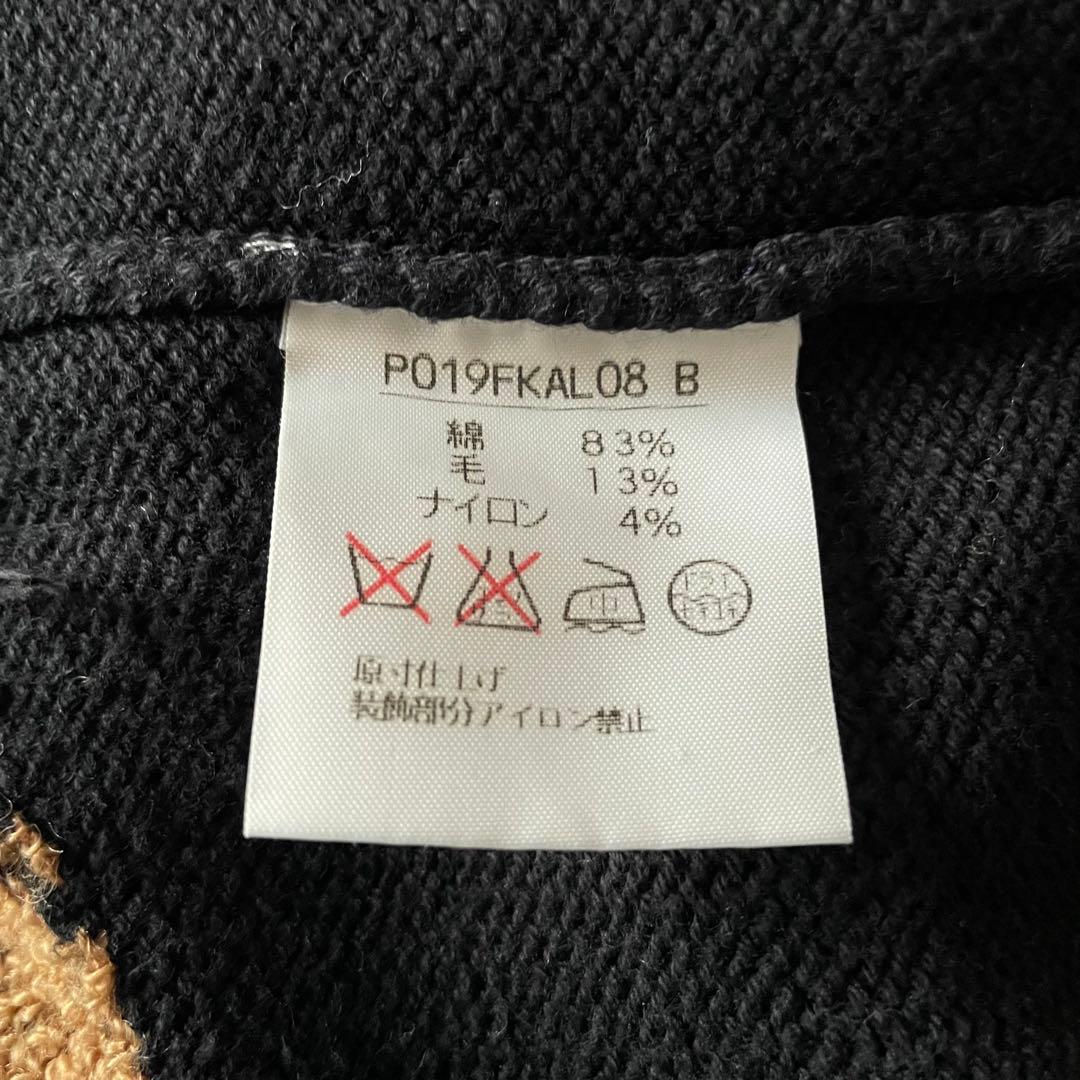 P019FKAL08 B
綿 83%
毛 13%
ナイロン 4%
原寸仕上げ
装飾部分アイロン禁止